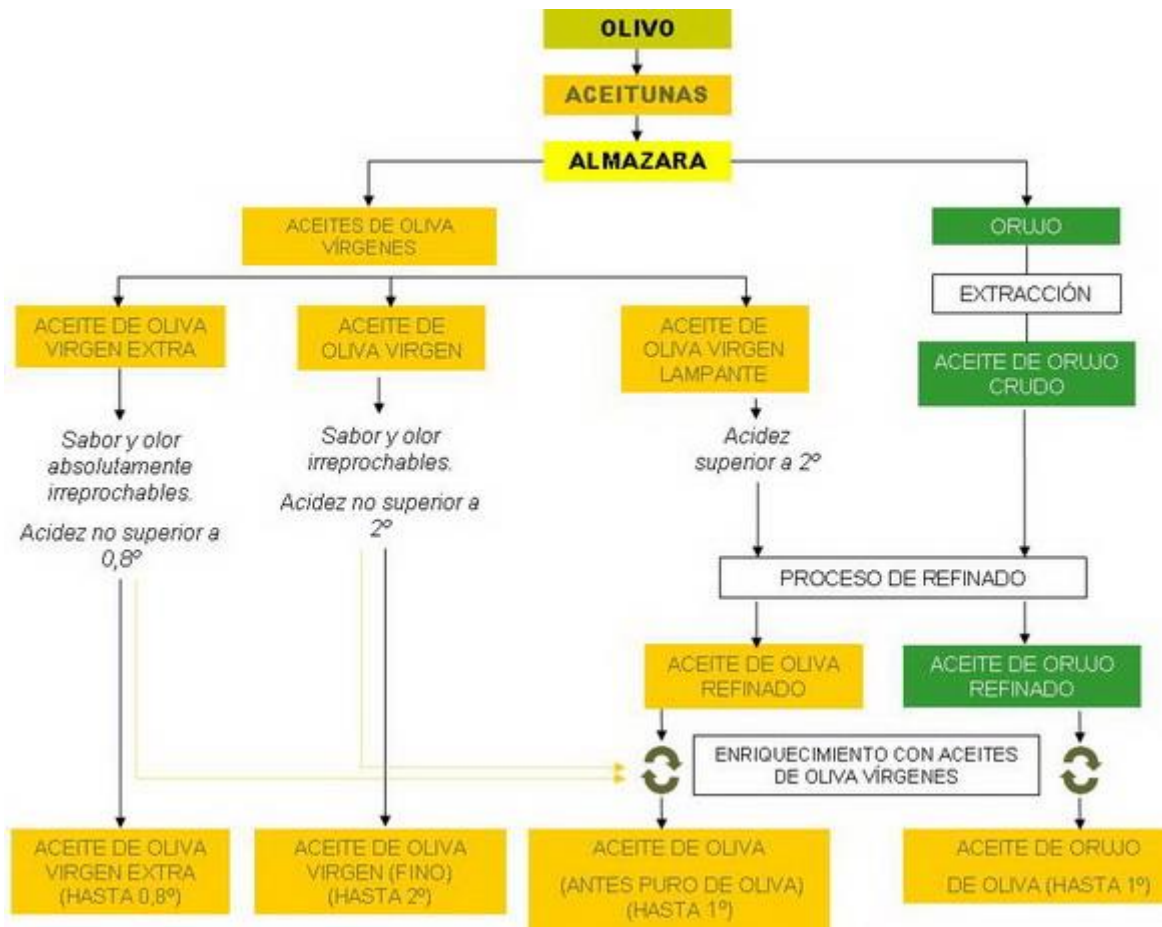 OLIVO
ACEITUNAS
ALMAZARA
ACEITES DE OLIVA
VÍRGENES
ORUJO
EXTRACCIÓN
ACEITE DE OLIVA
VIRGEN EXTRA
ACEITE DE
OLIVA VIRGEN
ACEITE DE
OLIVA VIRGEN
LAMPANTE
ACEITE DE ORUJO
CRUDO
Sabor y olor
absolutamente
irreprochables.
Acidez no superior a
0,8º
Sabor y olor
irreprochables.
Acidez no superior a
2º
Acidez
superior a 2º
PROCESO DE REFINADO
ACEITE DE OLIVA
REFINADO
ACEITE DE ORUJO
REFINADO
ENRIQUECIMIENTO CON ACEITES
DE OLIVA VÍRGENES
ACEITE DE OLIVA
VIRGEN EXTRA
(HASTA 0,8º)
ACEITE DE OLIVA
VIRGEN (FINO)
(HASTA 2º)
ACEITE DE OLIVA
(ANTES PURO DE OLIVA)
(HASTA 1º)
ACEITE DE ORUJO
DE OLIVA (HASTA 1º)